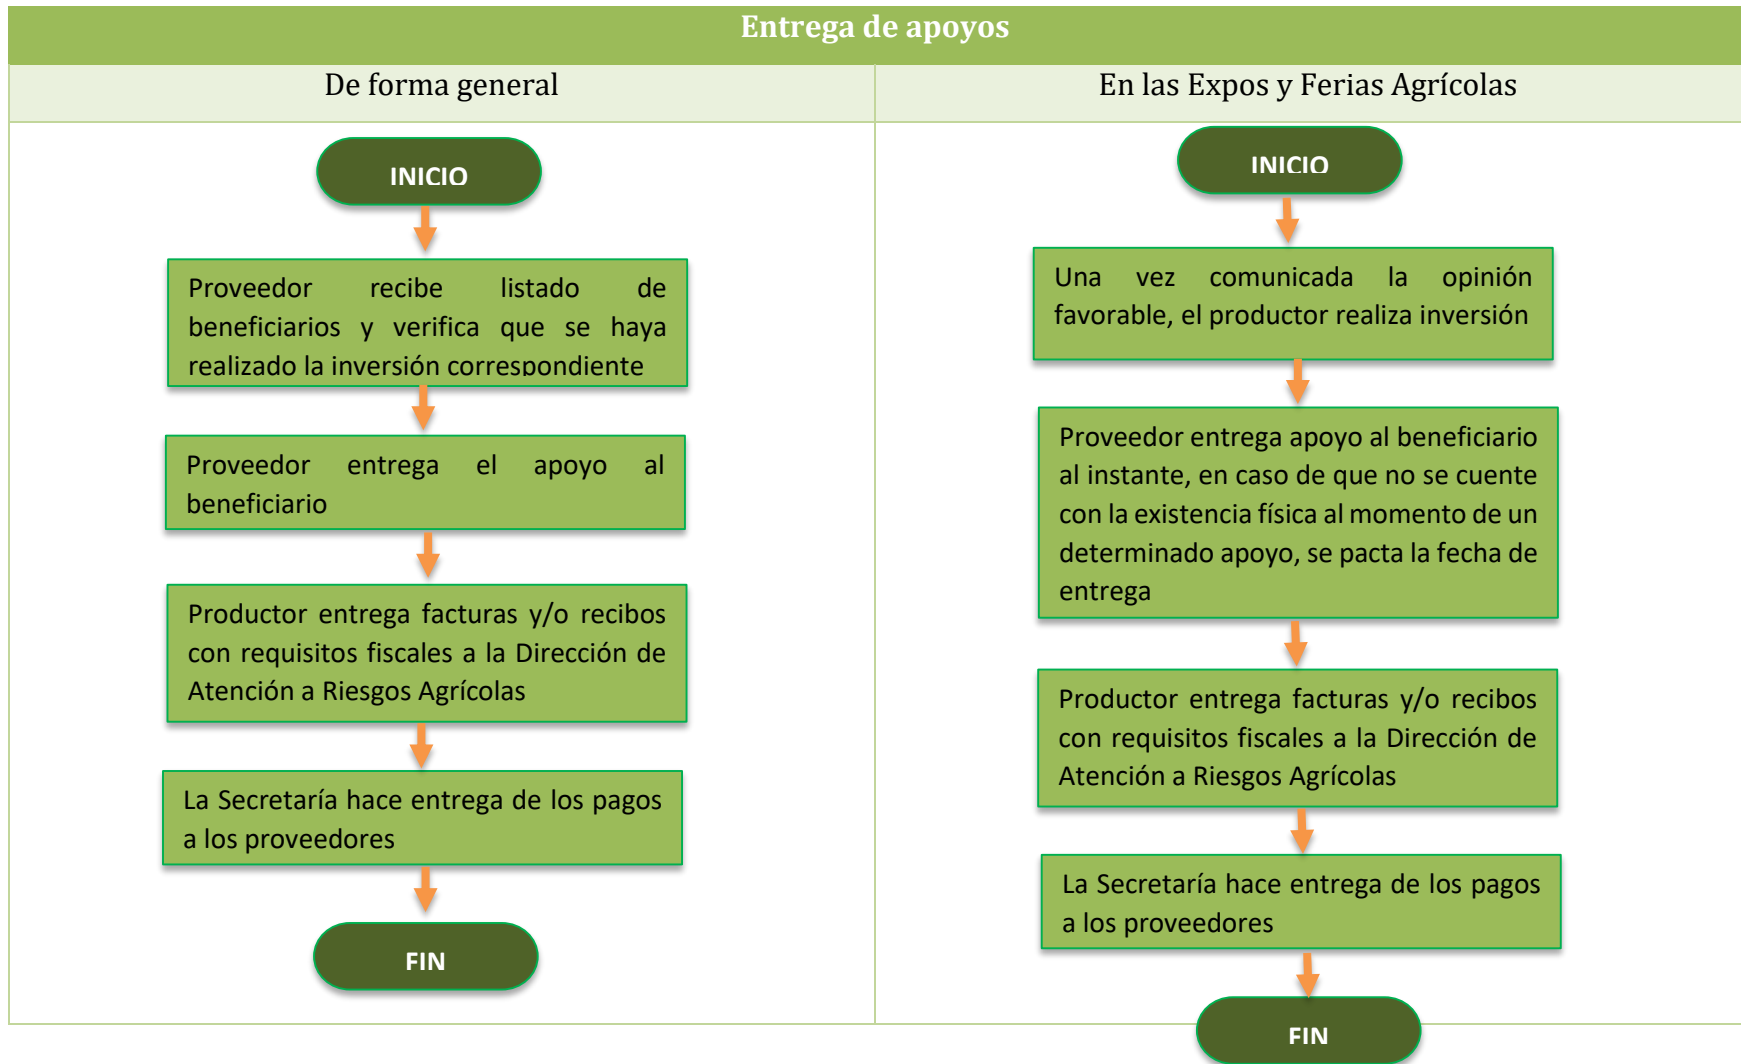 Entrega de apoyos
De forma general
En las Expos y Ferias Agrícolas
INICIO
Proveedor recibe listado de
beneficiarios y verifica que se haya
realizado la inversión correspondiente
Proveedor entrega el apoyo al
beneficiario
Productor entrega facturas y/o recibos
con requisitos fiscales a la Dirección de
Atención a Riesgos Agrícolas
La Secretaría hace entrega de los pagos
a los proveedores
FIN
INICIO
Una vez comunicada la opinión
favorable, el productor realiza inversión
Proveedor entrega apoyo al beneficiario
al instante, en caso de que no se cuente
con la existencia física al momento de un
determinado apoyo, se pacta la fecha de
entrega
Productor entrega facturas y/o recibos
con requisitos fiscales a la Dirección de
Atención a Riesgos Agrícolas
La Secretaría hace entrega de los pagos
a los proveedores
FIN